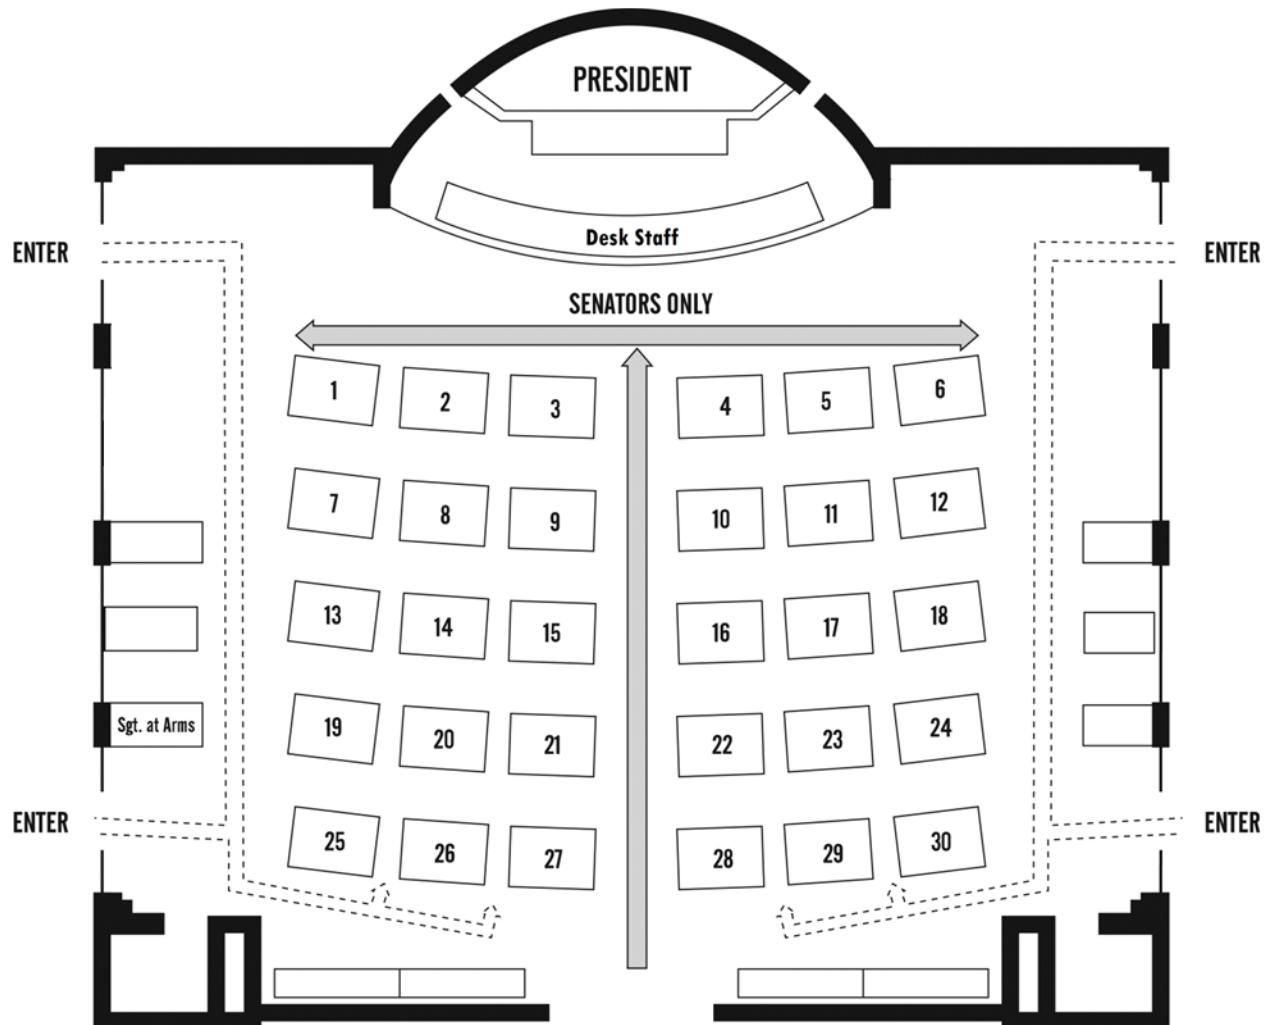 PRESIDENT
Desk Staff
ENTER
ENTER
SENATORS ONLY
1 2 3 4 5 6
7 8 9 10 11 12
13 14 15 16 17 18
Sgt. at Arms
19 20 21 22 23 24
ENTER
ENTER
25 26 27 28 29 30